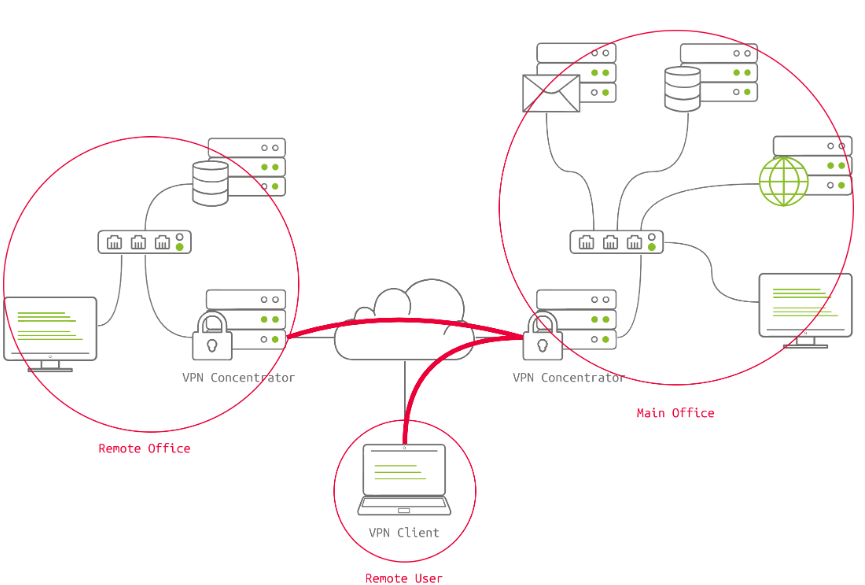 VPN Concentrator
VPN Concentrator
Main Office
Remote Office
VPN Client
Remote User